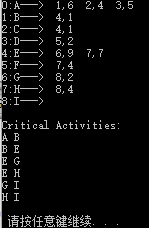 0:A---> 1,6 2,4 3,5
1:B---> 4,1
2:C---> 4,1
3:D---> 5,2
4:E---> 6,9 7,7
5:F---> 7,4
6:G---> 8,2
7:H---> 8,4
8:I--->
Critical Activities:
A B
B E
E G
E H
G I
H I
请按任意键继续. . .